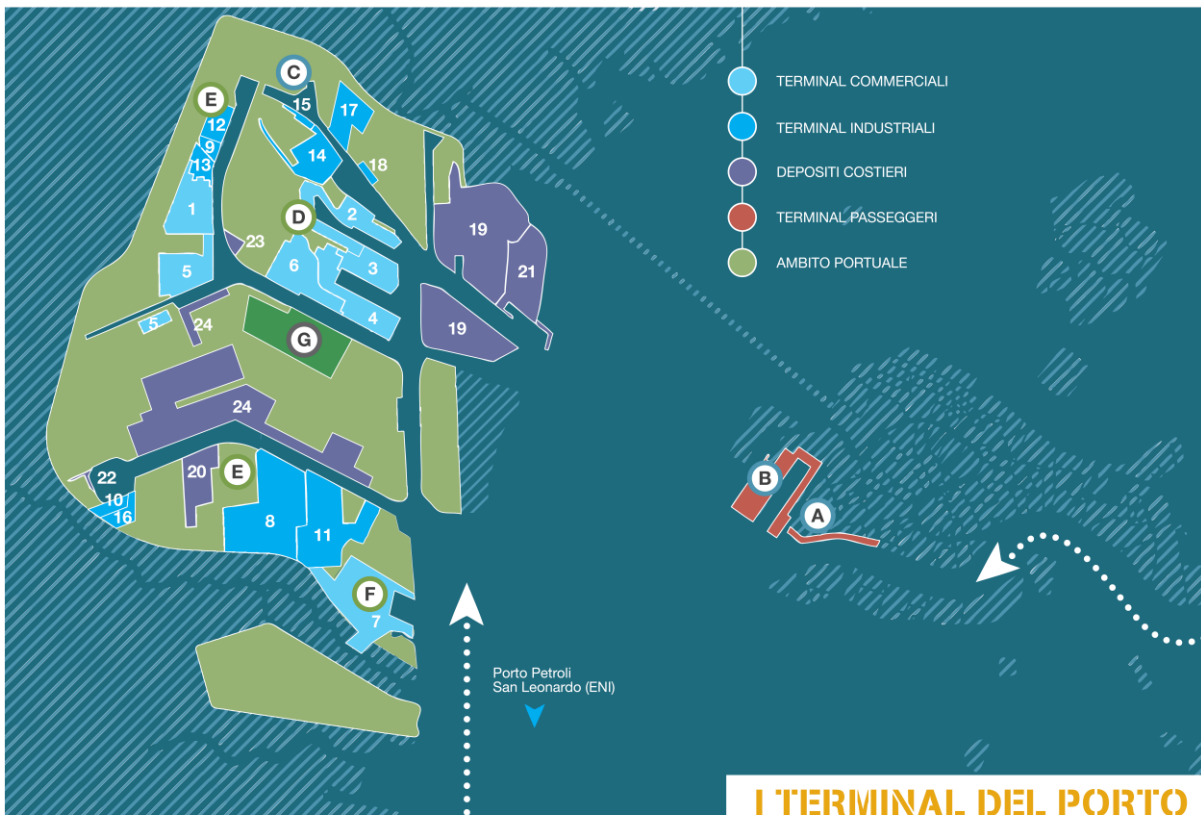 C
E
15
17
12
9
13
14
18
1
2
D
23
19
6
3
21
5
5
24
4
19
G
24
22
20
E
10
16
8
11
F
7
B
A
TERMINAL COMMERCIALI
TERMINAL INDUSTRIALI
DEPOSITI COSTIERI
TERMINAL PASSEGGERI
AMBITO PORTUALE
Porto Petroli
San Leonardo (ENI)
I TERMINAL DEL PORTO